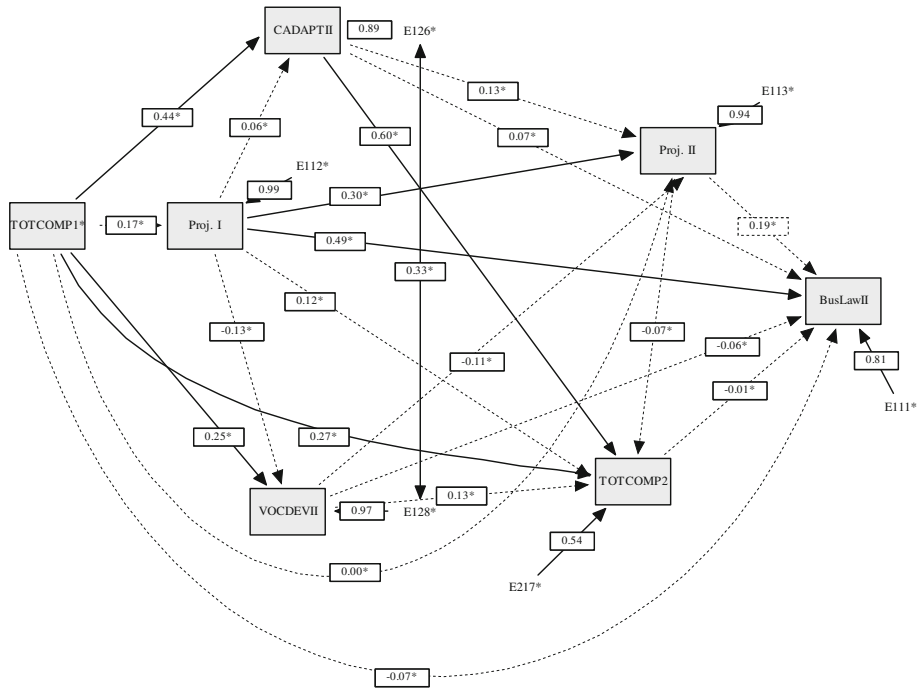 CADAPTII
0.89
E126*
0.13*
E113*
0.94
0.44*
0.06*
0.60*
0.07*
Proj. II
E112*
0.99
0.30*
TOTCOMP1*
0.17*
Proj. I
0.19*
0.49*
0.33*
0.12*
BusLawII
-0.13*
-0.07*
-0.06*
-0.11*
0.81
-0.01*
E111*
0.25*
0.27*
TOTCOMP2
0.13*
VOCDEVII
0.97
E128*
0.54
0.00*
E217*
-0.07*